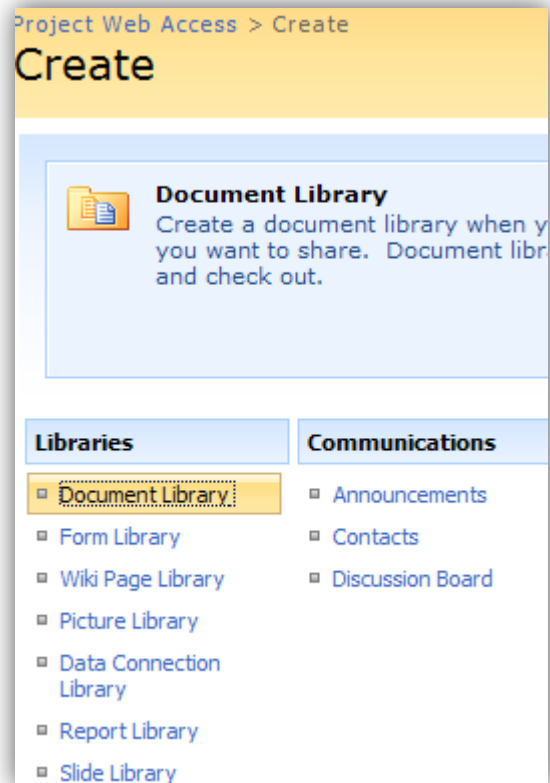 Project Web Access > Create
Create
Document Library
Create a document library when y
you want to share. Document libr
and check out.
Libraries
Document Library
Form Library
Wiki Page Library
Picture Library
Data Connection
Library
Report Library
Slide Library
Communications
Announcements
Contacts
Discussion Board